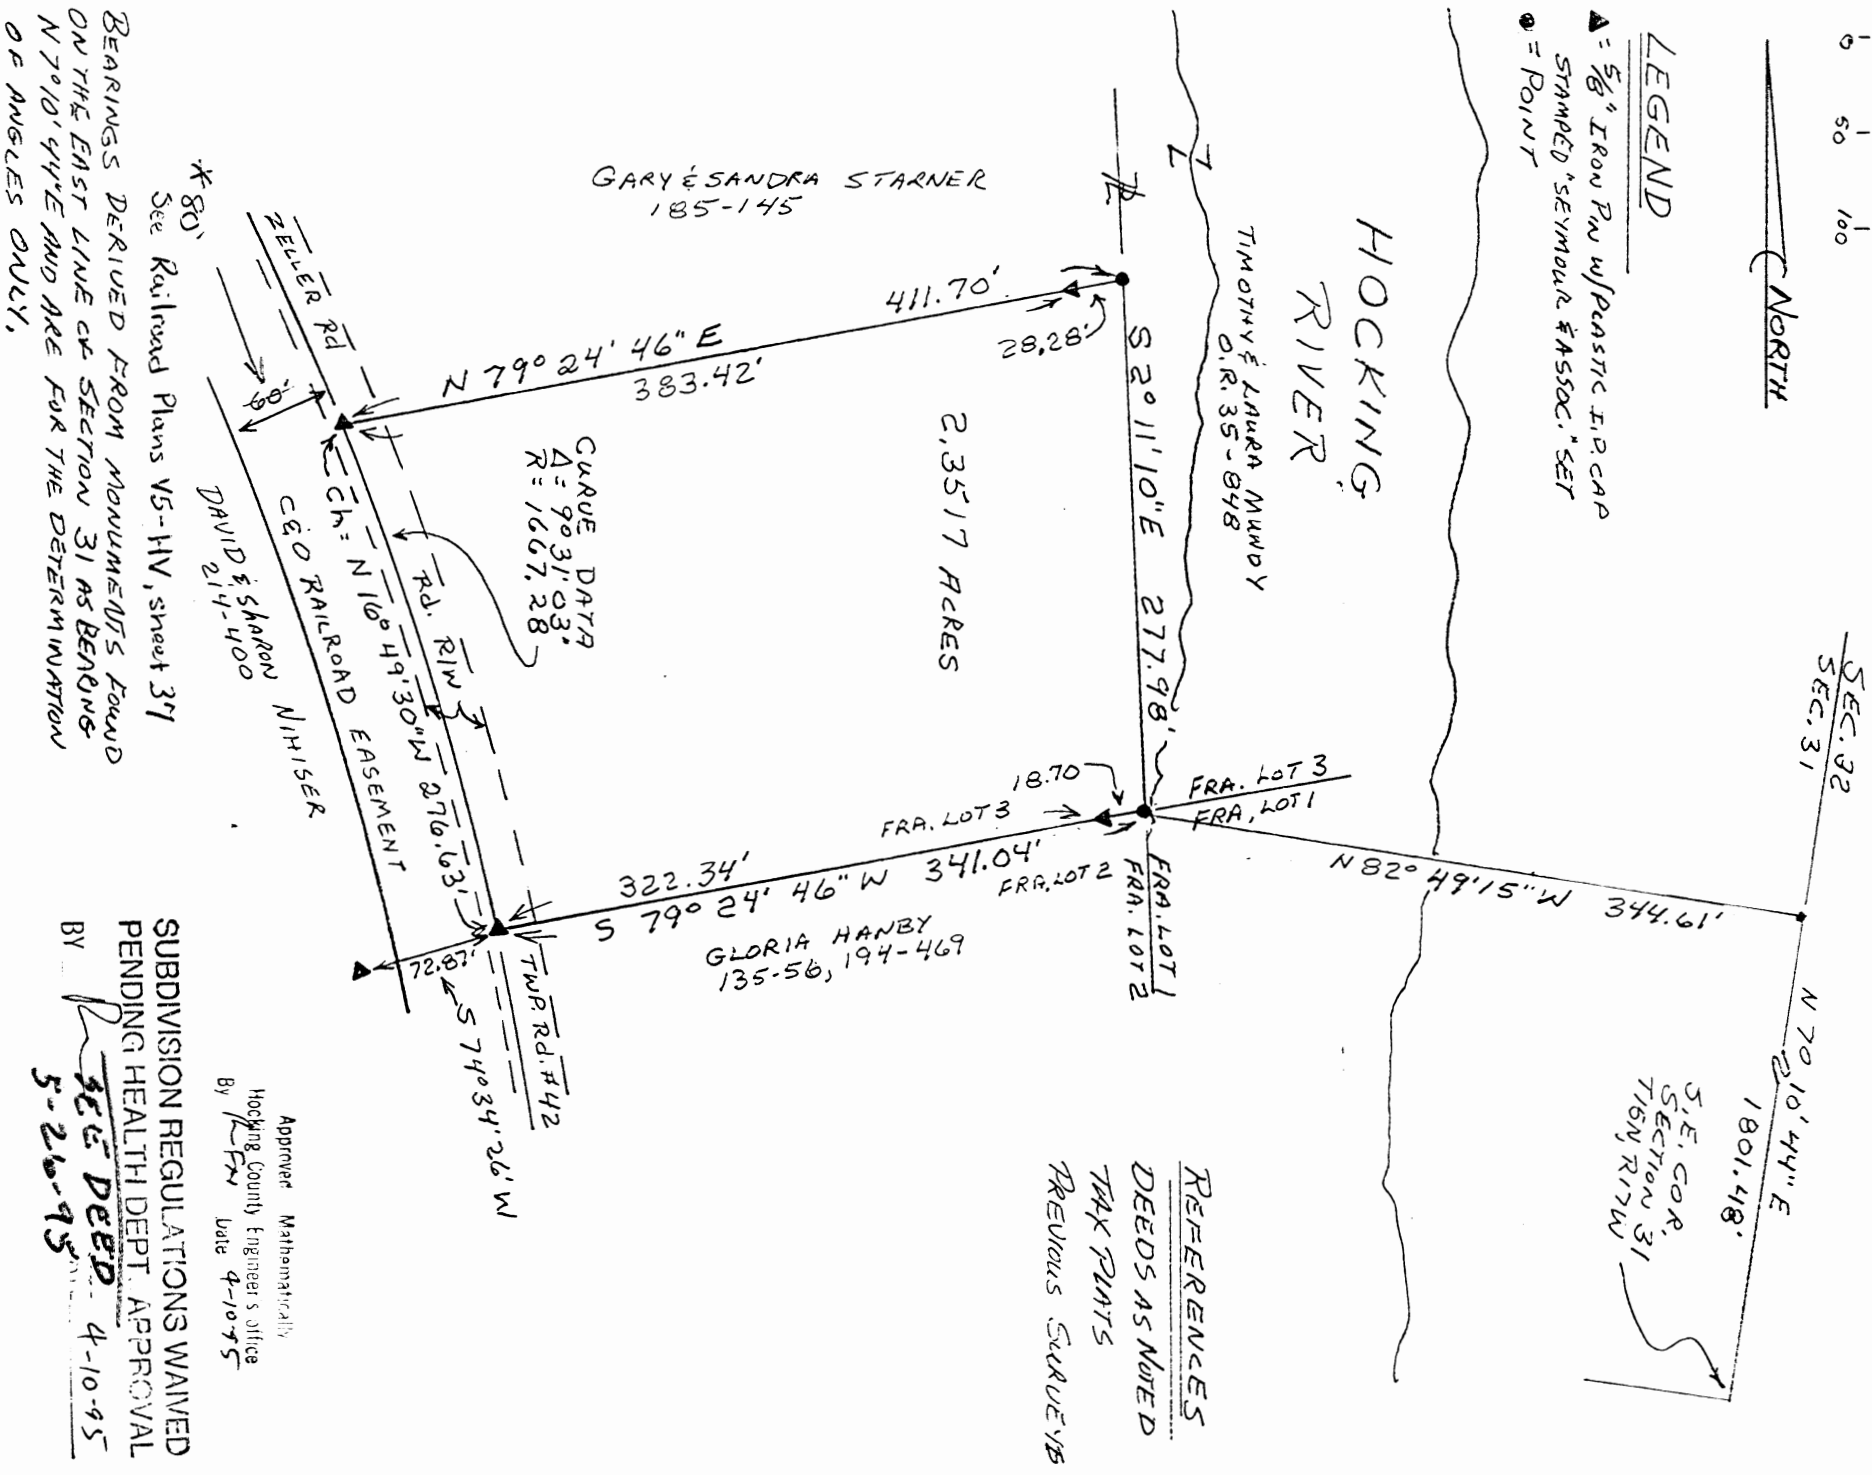 0 50 100
NORTH
LEGEND
▲ = 5/8" IRON PIN W/PLASTIC I.D. CAP
STAMPED "SEYMOUR & ASSOC." SET
● = POINT
HOCKING
RIVER
SEC. 32
SEC. 31
N 7° 10' 44" E
1801.48'
S.E. COR.
SECTION 31
T16N, R17W
N 82° 49' 15" W 344.61'
TIMOTHY & LAURA MUNDY
O.R. 35-848
FRA. LOT 3
FRA. LOT 1
FRA. LOT 1
FRA. LOT 2
S 2° 11' 10" E 277.98'
GARY & SANDRA STARNER
185-145
411.70'
28.28'
N 79° 24' 46" E
383.42'
2.3517 ACRES
CURVE DATA
Δ = 9° 31' 03"
R = 1667.28
18.70
FRA. LOT 3
FRA. LOT 2
341.04'
322.34'
S 79° 24' 46" W
GLORIA HANBY
135-56, 194-469
ZELLER Rd
Rd. R/W
TWP. Rd. #42
Ch = N 16° 49' 30" W 276.63'
60'
C&O RAILROAD EASEMENT
72.87'
S 74° 34' 26" W
DAVID & SHARON NIHISER
214-400
*80'
See Railroad Plans V5-HV, sheet 37
BEARINGS DERIVED FROM MONUMENTS FOUND
ON THE EAST LINE OF SECTION 31 AS BEARING
N 7° 10' 44" E AND ARE FOR THE DETERMINATION
OF ANGLES ONLY.
REFERENCES
DEEDS AS NOTED
TAX PLATS
PREVIOUS SURVEYS
Approved Mathematically
Hocking County Engineer's office
By Date 4-10-95
SUBDIVISION REGULATIONS WAIVED
PENDING HEALTH DEPT. APPROVAL
BY 4-10-95
SEE DEED
5-26-95